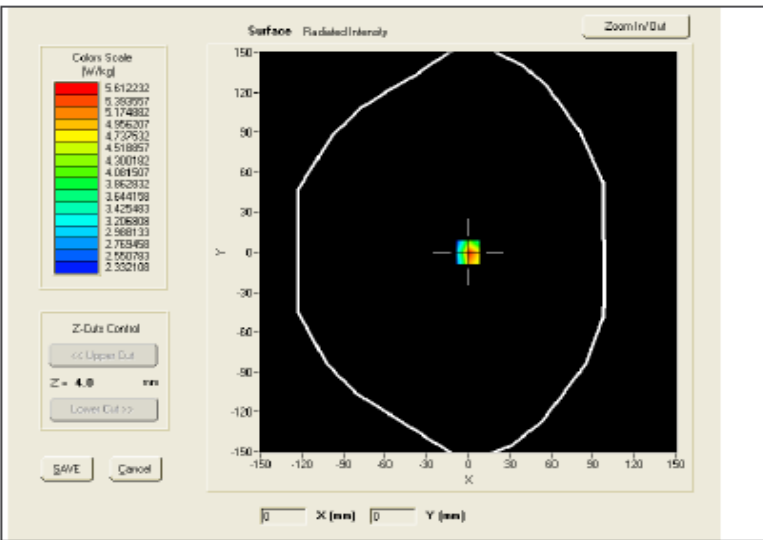 Surface Radiated Intensity
Zoom In/Out
Colors Scale
(W/kg)
5.612232
5.393557
5.174882
4.956207
4.737532
4.518857
4.300182
4.081507
3.862832
3.644158
3.425483
3.206808
2.988133
2.769458
2.550783
2.332108
150
120
90
60
30
0
-30
-60
-90
-120
-150
Y
-150 -120 -90 -60 -30 0 30 60 90 120 150
X
Z-Cuts Control
<< Upper Cut
Z = 4.0 mm
Lower Cut >>
SAVE Cancel
0 X (mm) 0 Y (mm)